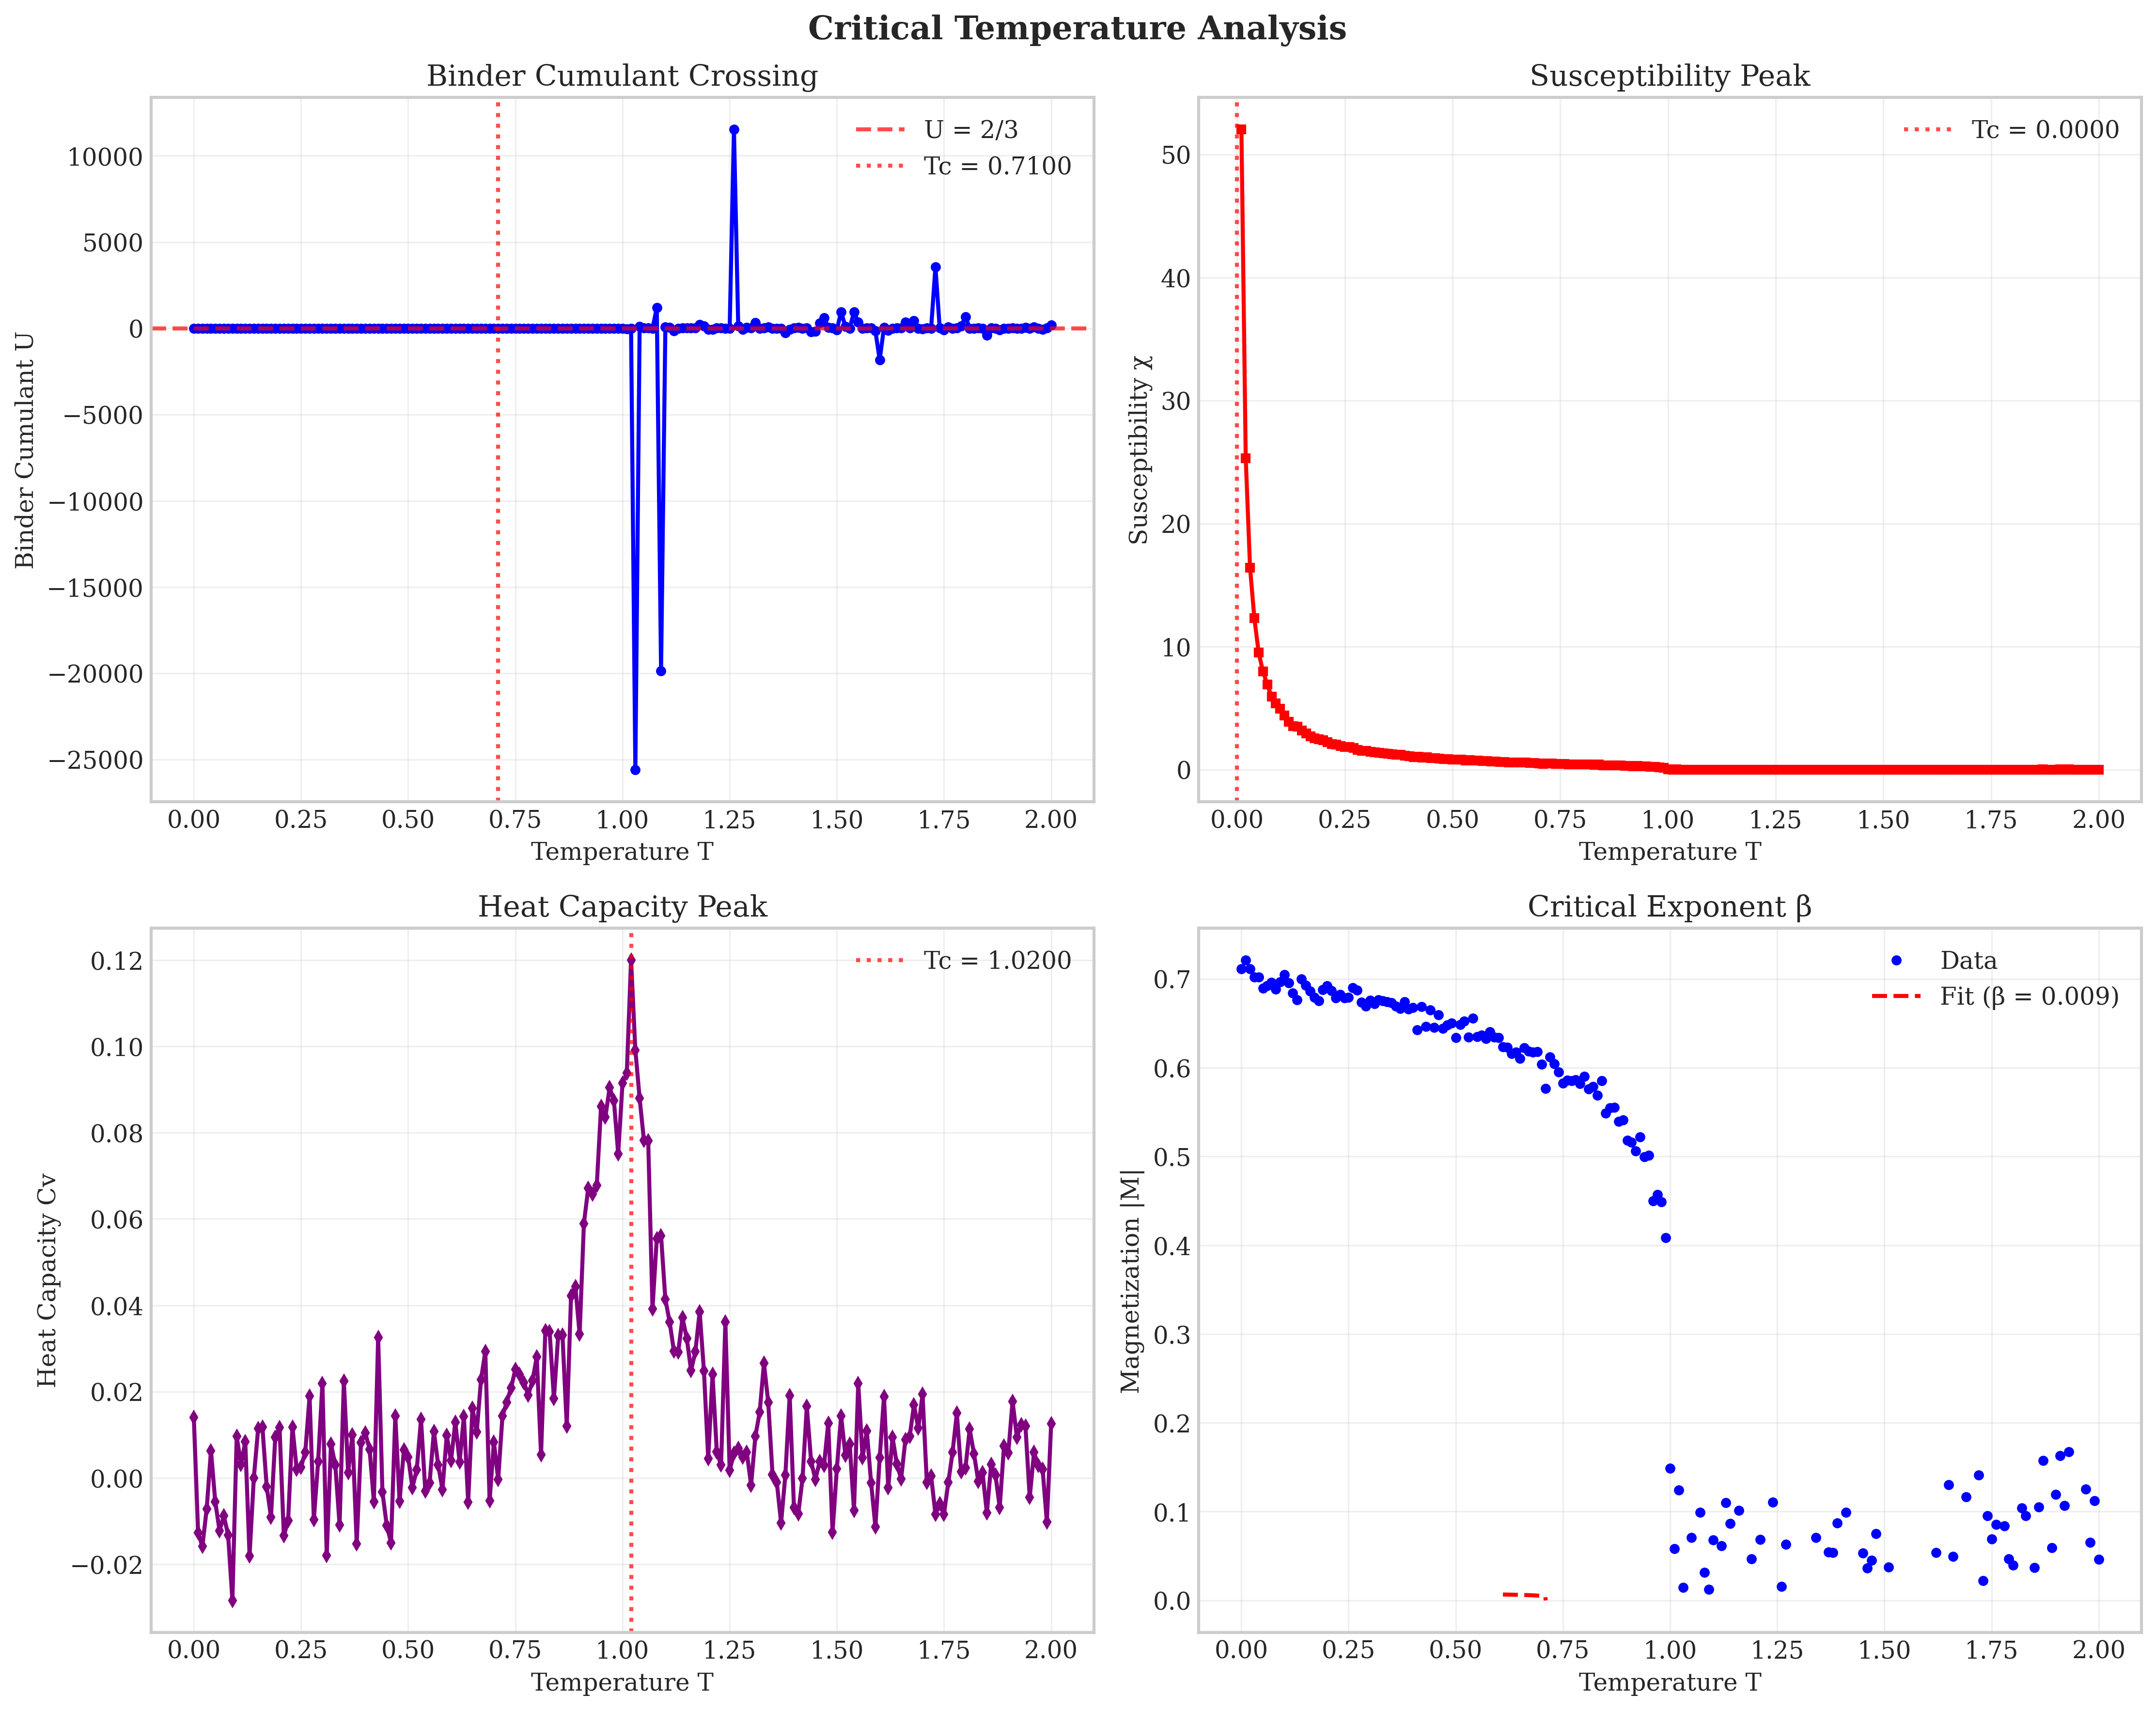 Critical Temperature Analysis
Binder Cumulant Crossing
U = 2/3
Tc = 0.7100
10000
5000
0
−5000
−10000
−15000
−20000
−25000
Binder Cumulant U
0.00 0.25 0.50 0.75 1.00 1.25 1.50 1.75 2.00
Temperature T
Susceptibility Peak
Tc = 0.0000
50
40
30
20
10
0
Susceptibility χ
0.00 0.25 0.50 0.75 1.00 1.25 1.50 1.75 2.00
Temperature T
Heat Capacity Peak
Tc = 1.0200
0.12
0.10
0.08
0.06
0.04
0.02
0.00
−0.02
Heat Capacity Cv
0.00 0.25 0.50 0.75 1.00 1.25 1.50 1.75 2.00
Temperature T
Critical Exponent β
Data
Fit (β = 0.009)
0.7
0.6
0.5
0.4
0.3
0.2
0.1
0.0
Magnetization |M|
0.00 0.25 0.50 0.75 1.00 1.25 1.50 1.75 2.00
Temperature T